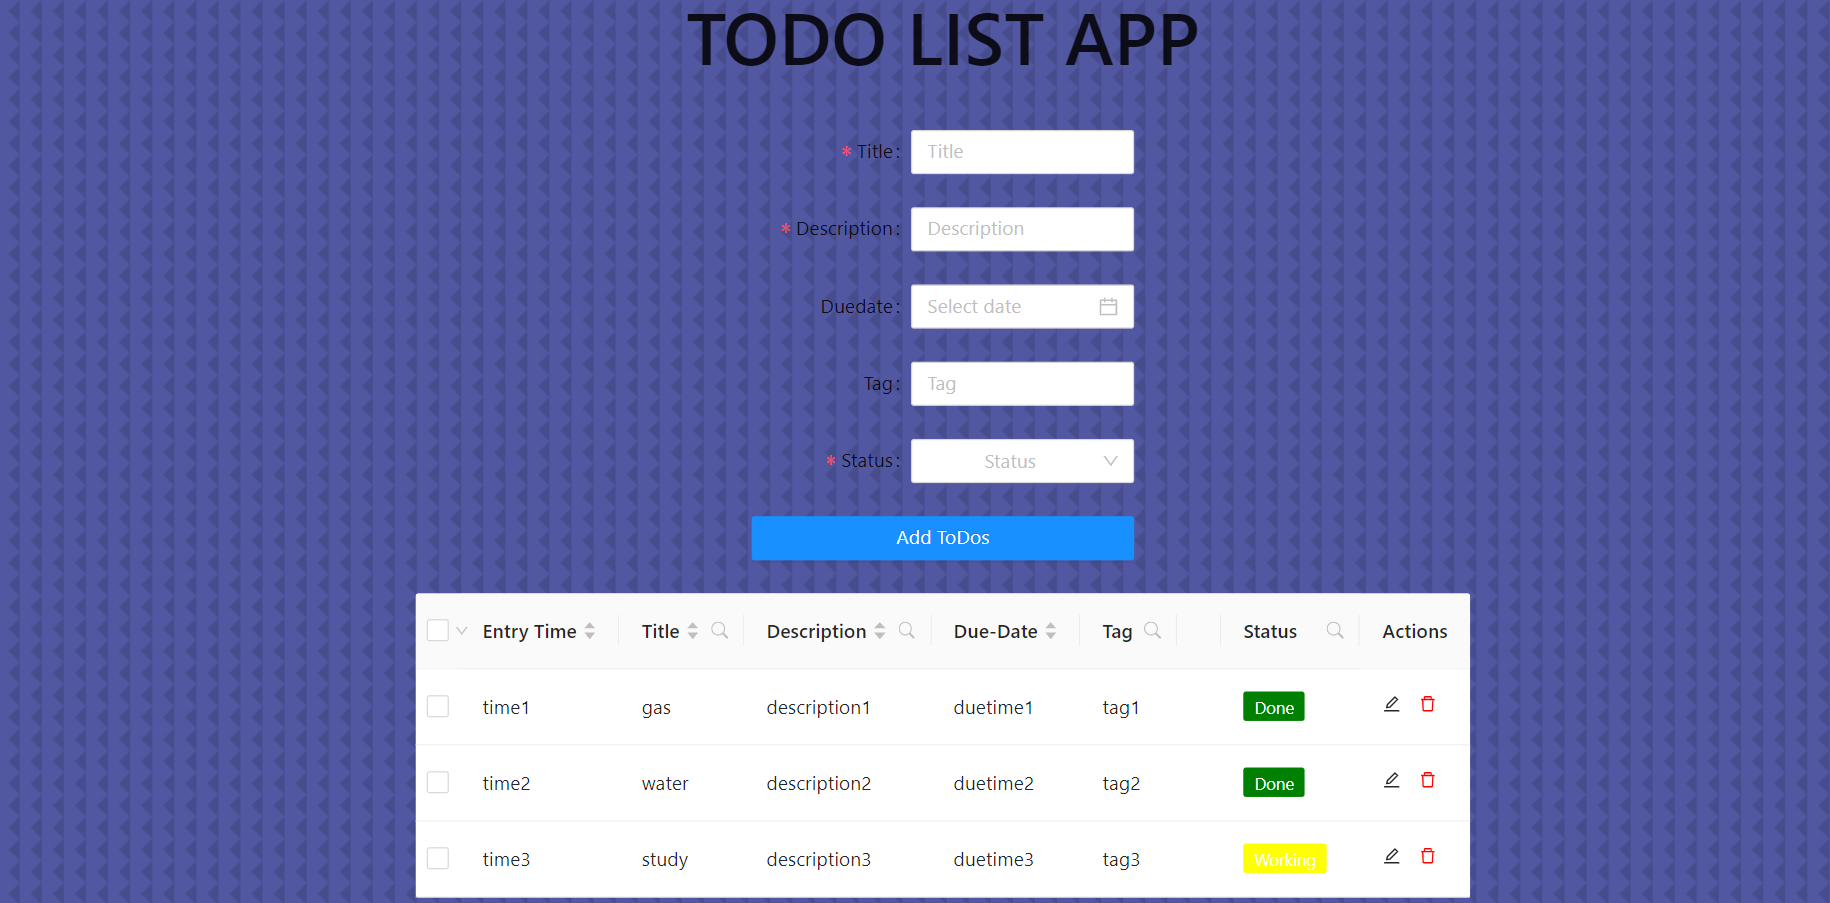 TODO LIST APP
* Title: Title
* Description: Description
Duedate: Select date
Tag: Tag
* Status: Status
Add ToDos
Entry Time Title Description Due-Date Tag Status Actions
time1 gas description1 duetime1 tag1 Done
time2 water description2 duetime2 tag2 Done
time3 study description3 duetime3 tag3 Working